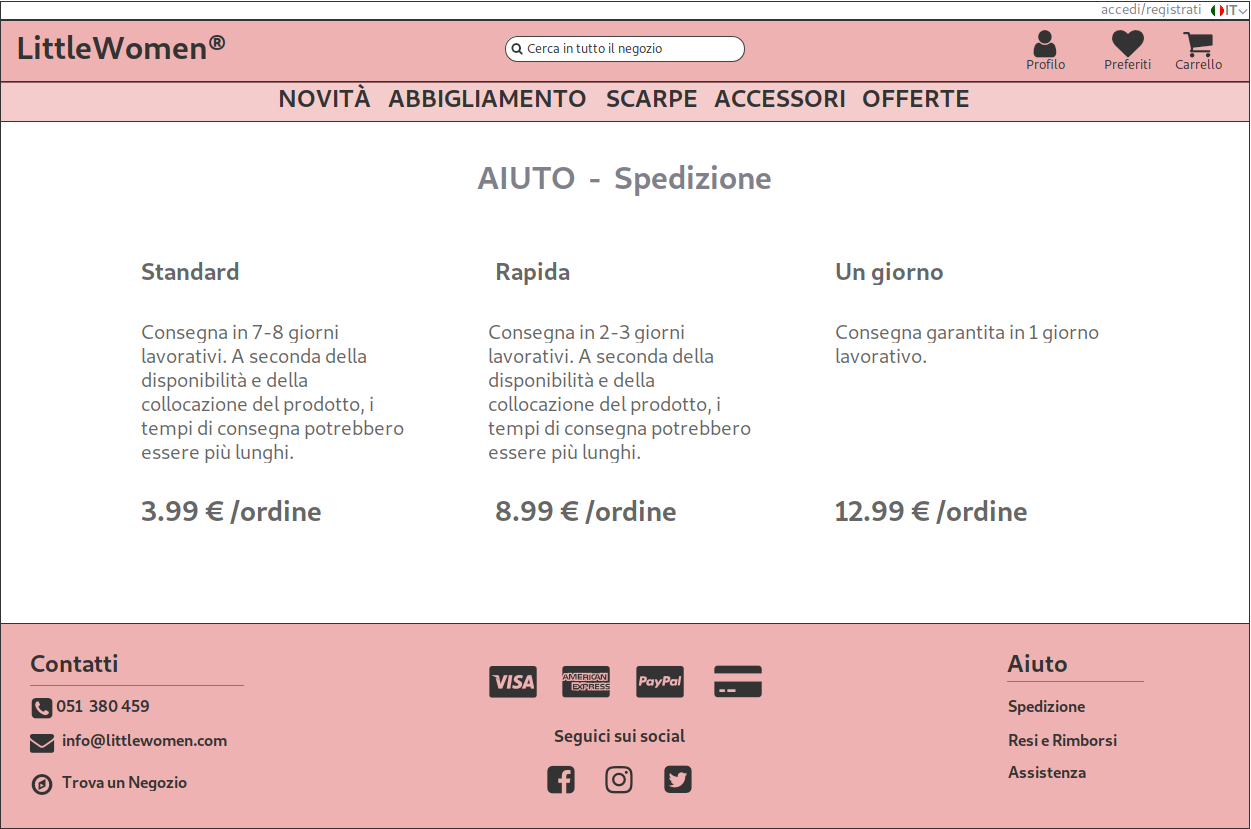 accedi/registrati IT
LittleWomen®
Cerca in tutto il negozio
Profilo
Preferiti
Carrello
NOVITÀ ABBIGLIAMENTO SCARPE ACCESSORI OFFERTE
AIUTO - Spedizione
Standard
Consegna in 7-8 giorni
lavorativi. A seconda della
disponibilità e della
collocazione del prodotto, i
tempi di consegna potrebbero
essere più lunghi.
3.99 € /ordine
Rapida
Consegna in 2-3 giorni
lavorativi. A seconda della
disponibilità e della
collocazione del prodotto, i
tempi di consegna potrebbero
essere più lunghi.
8.99 € /ordine
Un giorno
Consegna garantita in 1 giorno
lavorativo.
12.99 € /ordine
Contatti
051 380 459
info@littlewomen.com
Trova un Negozio
VISA
AMERICAN
EXPRESS
PayPal
Seguici sui social
Aiuto
Spedizione
Resi e Rimborsi
Assistenza